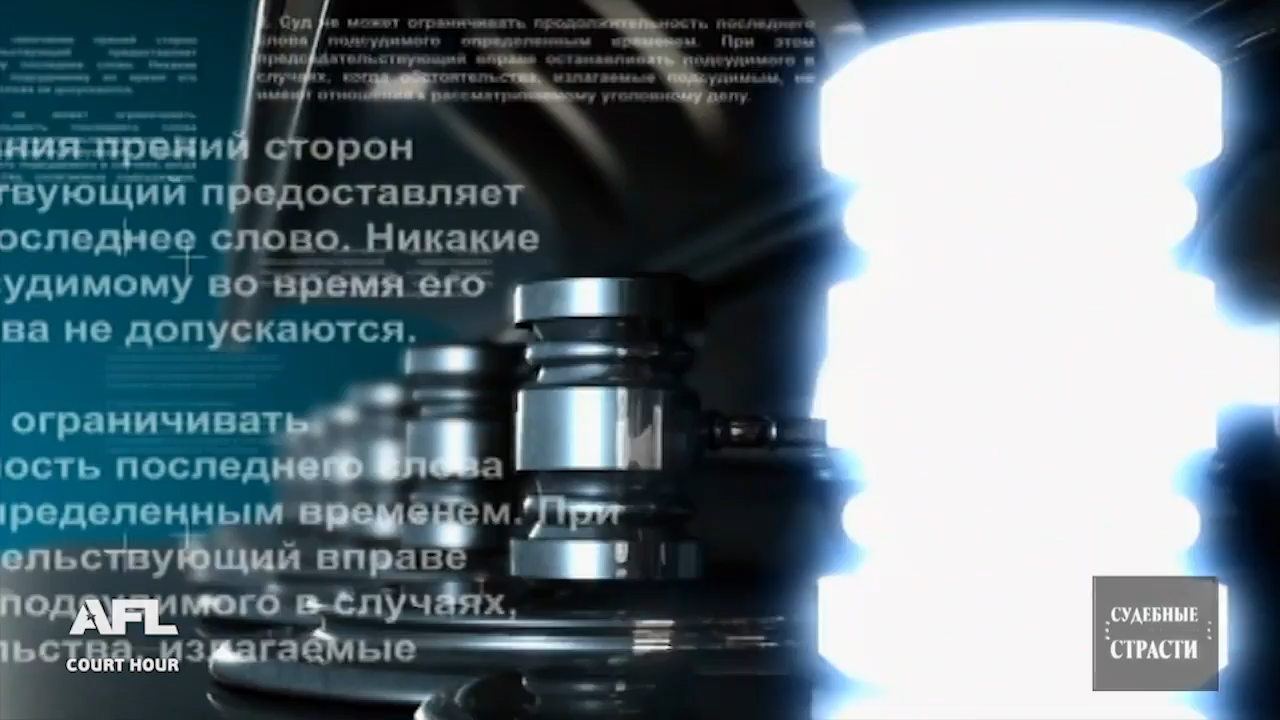 Суд не может ограничивать продолжительность последнего
слова подсудимого определенным временем. При этом
председательствующий вправе останавливать подсудимого в
случаях, когда обстоятельства, излагаемые подсудимым, не
имеют отношения к рассматриваемому уголовному делу.
ния прений сторон
твующий предоставляет
оследнее слово. Никакие
судимому во время его
ва не допускаются.
ограничивать
ность последнего слова
пределенным временем. При
ельствующий вправе
подсудимого в случаях,
льства, излагаемые
AFL
COURT HOUR
СУДЕБНЫЕ
СТРАСТИ